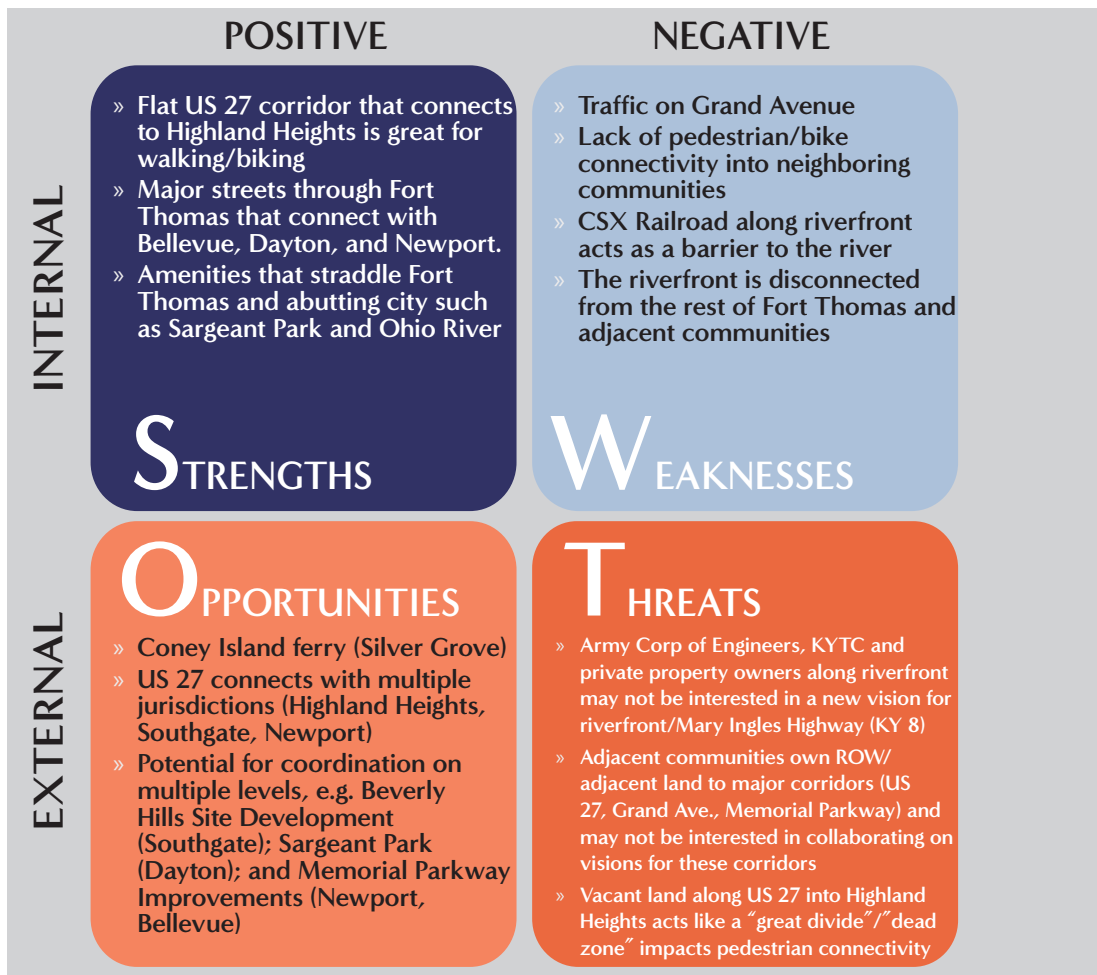 POSITIVE
NEGATIVE
INTERNAL
» Flat US 27 corridor that connects
to Highland Heights is great for
walking/biking
» Major streets through Fort
Thomas that connect with
Bellevue, Dayton, and Newport.
» Amenities that straddle Fort
Thomas and abutting city such
as Sargeant Park and Ohio River
STRENGTHS
» Traffic on Grand Avenue
» Lack of pedestrian/bike
connectivity into neighboring
communities
» CSX Railroad along riverfront
acts as a barrier to the river
» The riverfront is disconnected
from the rest of Fort Thomas and
adjacent communities
WEAKNESSES
EXTERNAL
OPPORTUNITIES
» Coney Island ferry (Silver Grove)
» US 27 connects with multiple
jurisdictions (Highland Heights,
Southgate, Newport)
» Potential for coordination on
multiple levels, e.g. Beverly
Hills Site Development
(Southgate); Sargeant Park
(Dayton); and Memorial Parkway
Improvements (Newport,
Bellevue)
THREATS
» Army Corp of Engineers, KYTC and
private property owners along riverfront
may not be interested in a new vision for
riverfront/Mary Ingles Highway (KY 8)
» Adjacent communities own ROW/
adjacent land to major corridors (US
27, Grand Ave., Memorial Parkway) and
may not be interested in collaborating on
visions for these corridors
» Vacant land along US 27 into Highland
Heights acts like a "great divide"/"dead
zone" impacts pedestrian connectivity